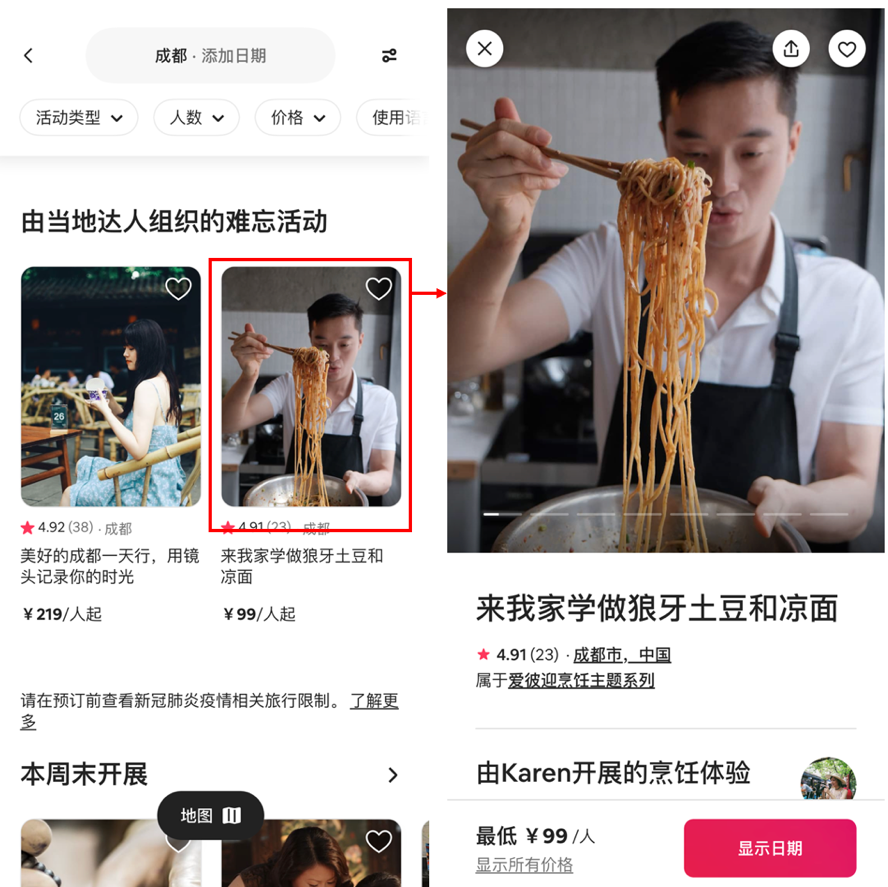 成都 · 添加日期
活动类型
人数
价格
使用语
由当地达人组织的难忘活动
26
4.92 (38) · 成都
美好的成都一天行，用镜
头记录你的时光
￥219/人起
4.91 (23) · 成都
来我家学做狼牙土豆和
凉面
￥99/人起
请在预订前查看新冠肺炎疫情相关旅行限制。 了解更
多
本周末开展
地图
来我家学做狼牙土豆和凉面
4.91 (23) · 成都市，中国
属于爱彼迎烹饪主题系列
由Karen开展的烹饪体验
最低 ￥99 /人
显示所有价格
显示日期